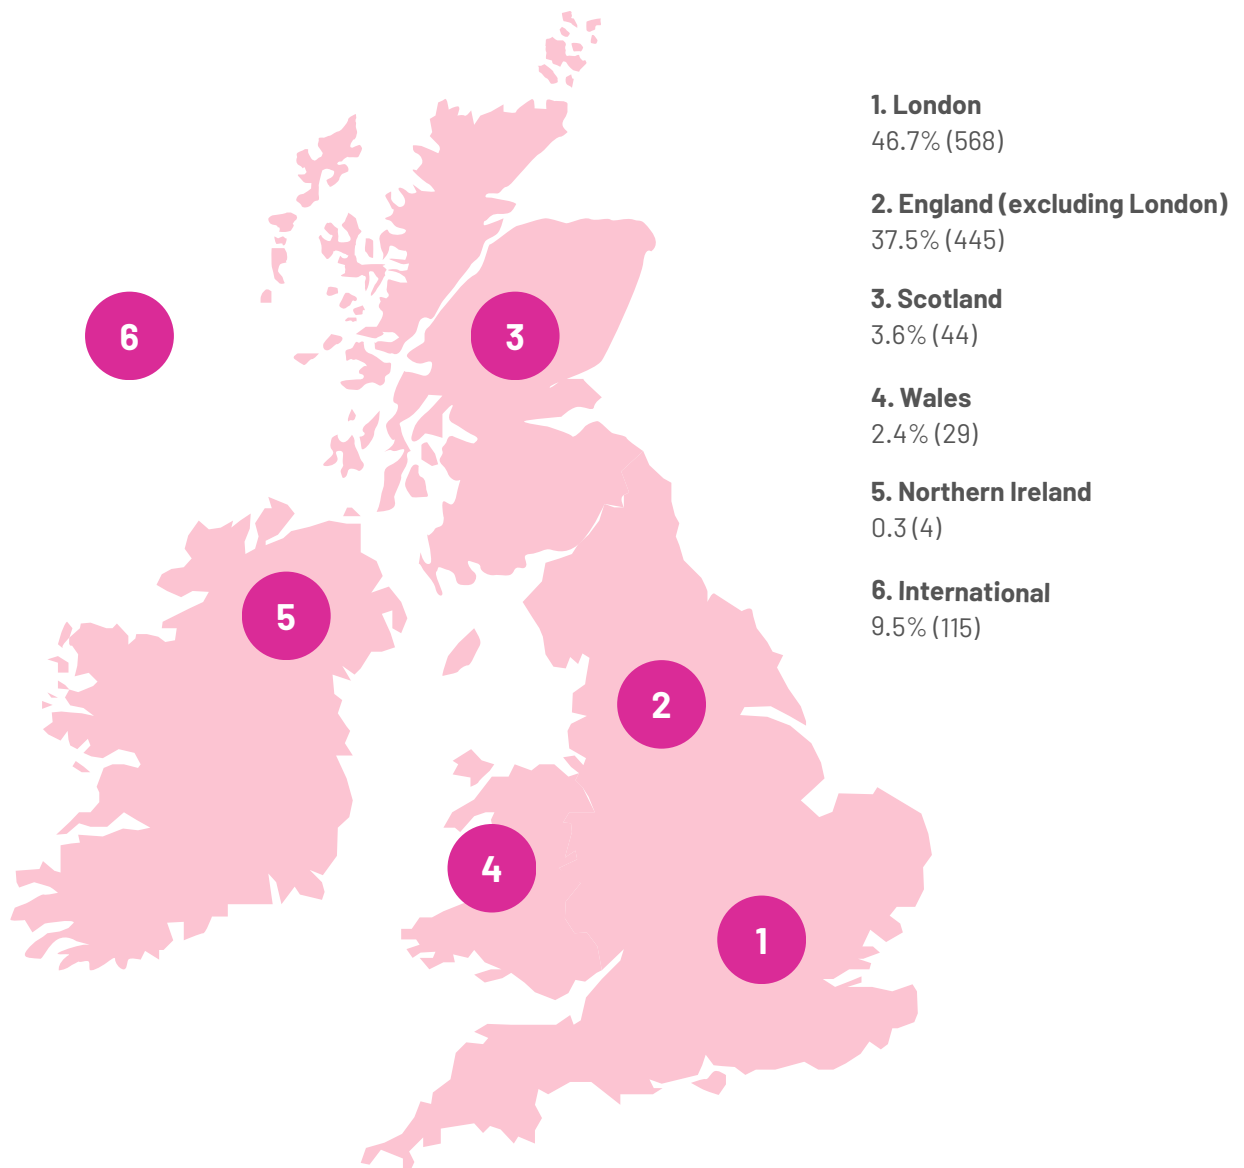 1. London
46.7% (568)
2. England (excluding London)
37.5% (445)
3. Scotland
3.6% (44)
4. Wales
2.4% (29)
5. Northern Ireland
0.3 (4)
6. International
9.5% (115)
6
3
5
2
4
1